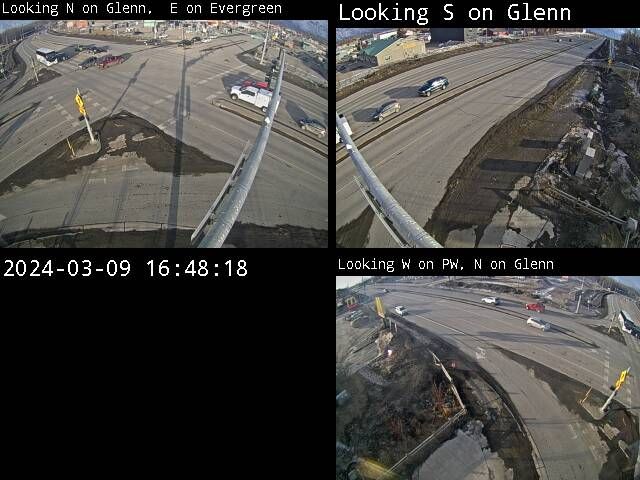 Looking N on Glenn,  E on Evergreen
Looking S on Glenn
2024-03-09 16:48:18
Looking W on PW, N on Glenn